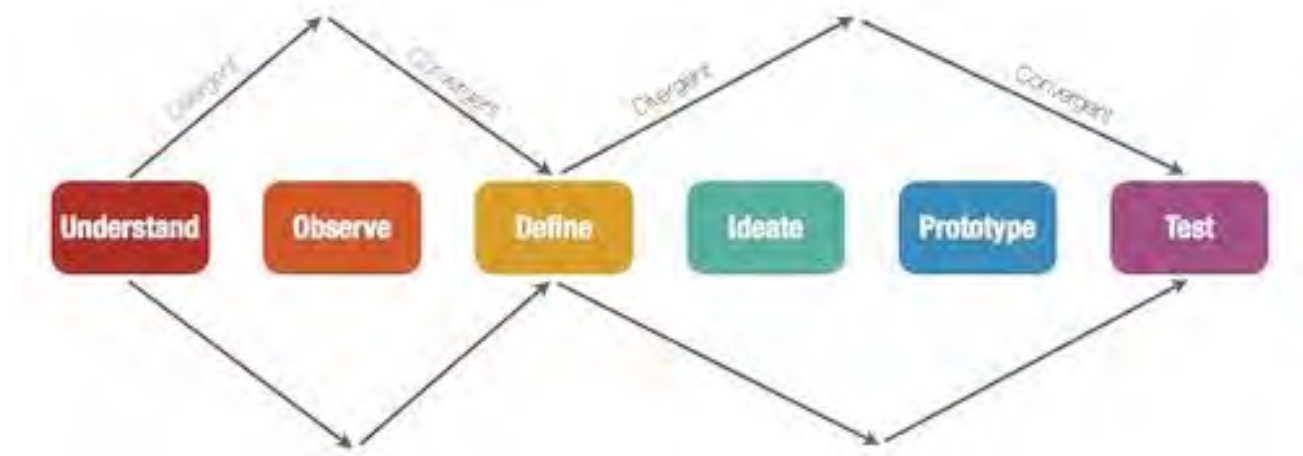 Divergent
Convergent
Divergent
Convergent
Understand
Observe
Define
Ideate
Prototype
Test